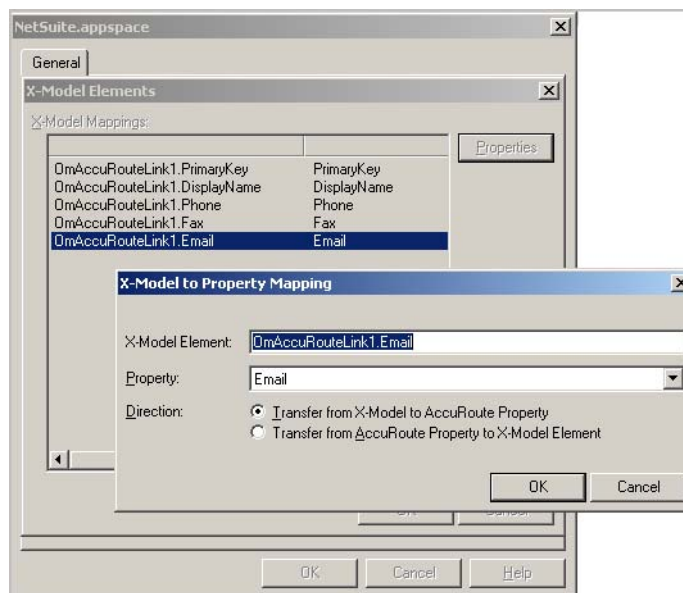 NetSuite.appspace
General
X-Model Elements
X-Model Mappings:
Properties
OmAccuRouteLink1.PrimaryKey PrimaryKey
OmAccuRouteLink1.DisplayName DisplayName
OmAccuRouteLink1.Phone Phone
OmAccuRouteLink1.Fax Fax
OmAccuRouteLink1.Email Email
X-Model to Property Mapping
X-Model Element: OmAccuRouteLink1.Email
Property: Email
Direction: Transfer from X-Model to AccuRoute Property
Transfer from AccuRoute Property to X-Model Element
OK Cancel
OK Cancel Help